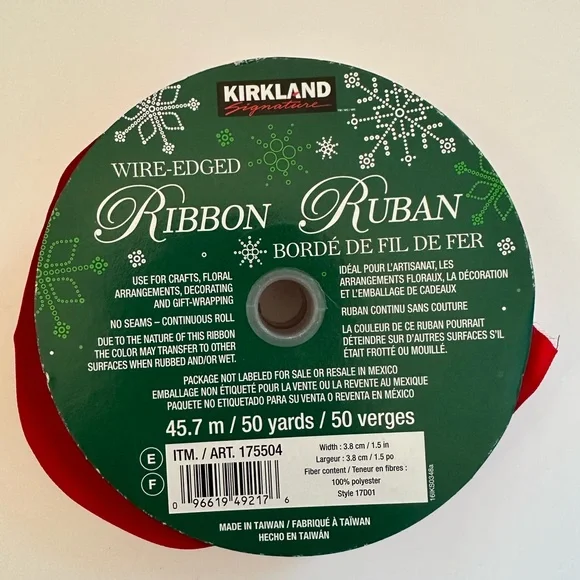 KIRKLAND
Signature
WIRE-EDGED
RIBBON
RUBAN
BORDÉ DE FIL DE FER
USE FOR CRAFTS, FLORAL
ARRANGEMENTS, DECORATING
AND GIFT-WRAPPING
NO SEAMS – CONTINUOUS ROLL
DUE TO THE NATURE OF THIS RIBBON
THE COLOR MAY TRANSFER TO OTHER
SURFACES WHEN RUBBED AND/OR WET.
IDÉAL POUR L'ARTISANAT, LES
ARRANGEMENTS FLORAUX, LA DÉCORATION
ET L'EMBALLAGE DE CADEAUX
RUBAN CONTINU SANS COUTURE
LA COULEUR DE CE RUBAN POURRAIT
DÉTEINDRE SUR D'AUTRES SURFACES S'IL
ÉTAIT FROTTÉ OU MOUILLÉ.
PACKAGE NOT LABELED FOR SALE OR RESALE IN MEXICO
EMBALLAGE NON ÉTIQUETÉ POUR LA VENTE OU LA REVENTE AU MEXIQUE
PAQUETE NO ETIQUETADO PARA SU VENTA O REVENTA EN MÉXICO
45.7 m / 50 yards / 50 verges
E
F
ITM. / ART. 175504
0 96619 49217 6
Width : 3.8 cm / 1.5 in
Largeur : 3.8 cm / 1.5 po
Fiber content / Teneur en fibres :
100% polyester
Style 17D01
16IKS0348a
MADE IN TAIWAN / FABRIQUÉ À TAÏWAN
HECHO EN TAIWÁN